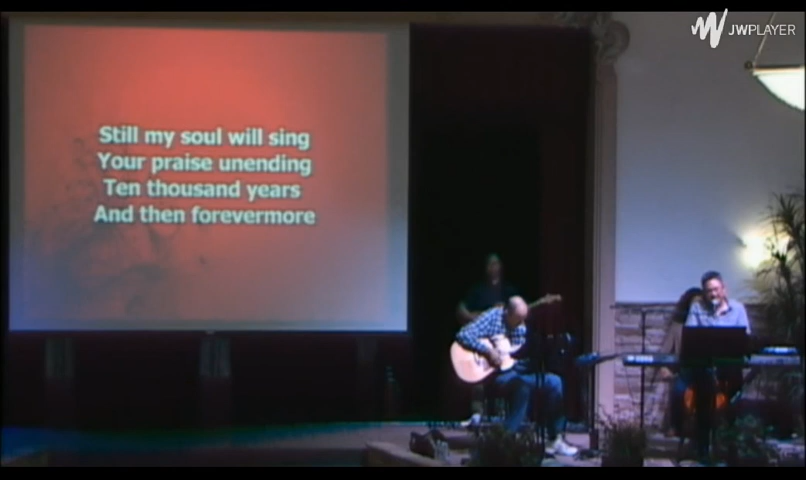 JWPLAYER
Still my soul will sing
Your praise unending
Ten thousand years
And then forevermore